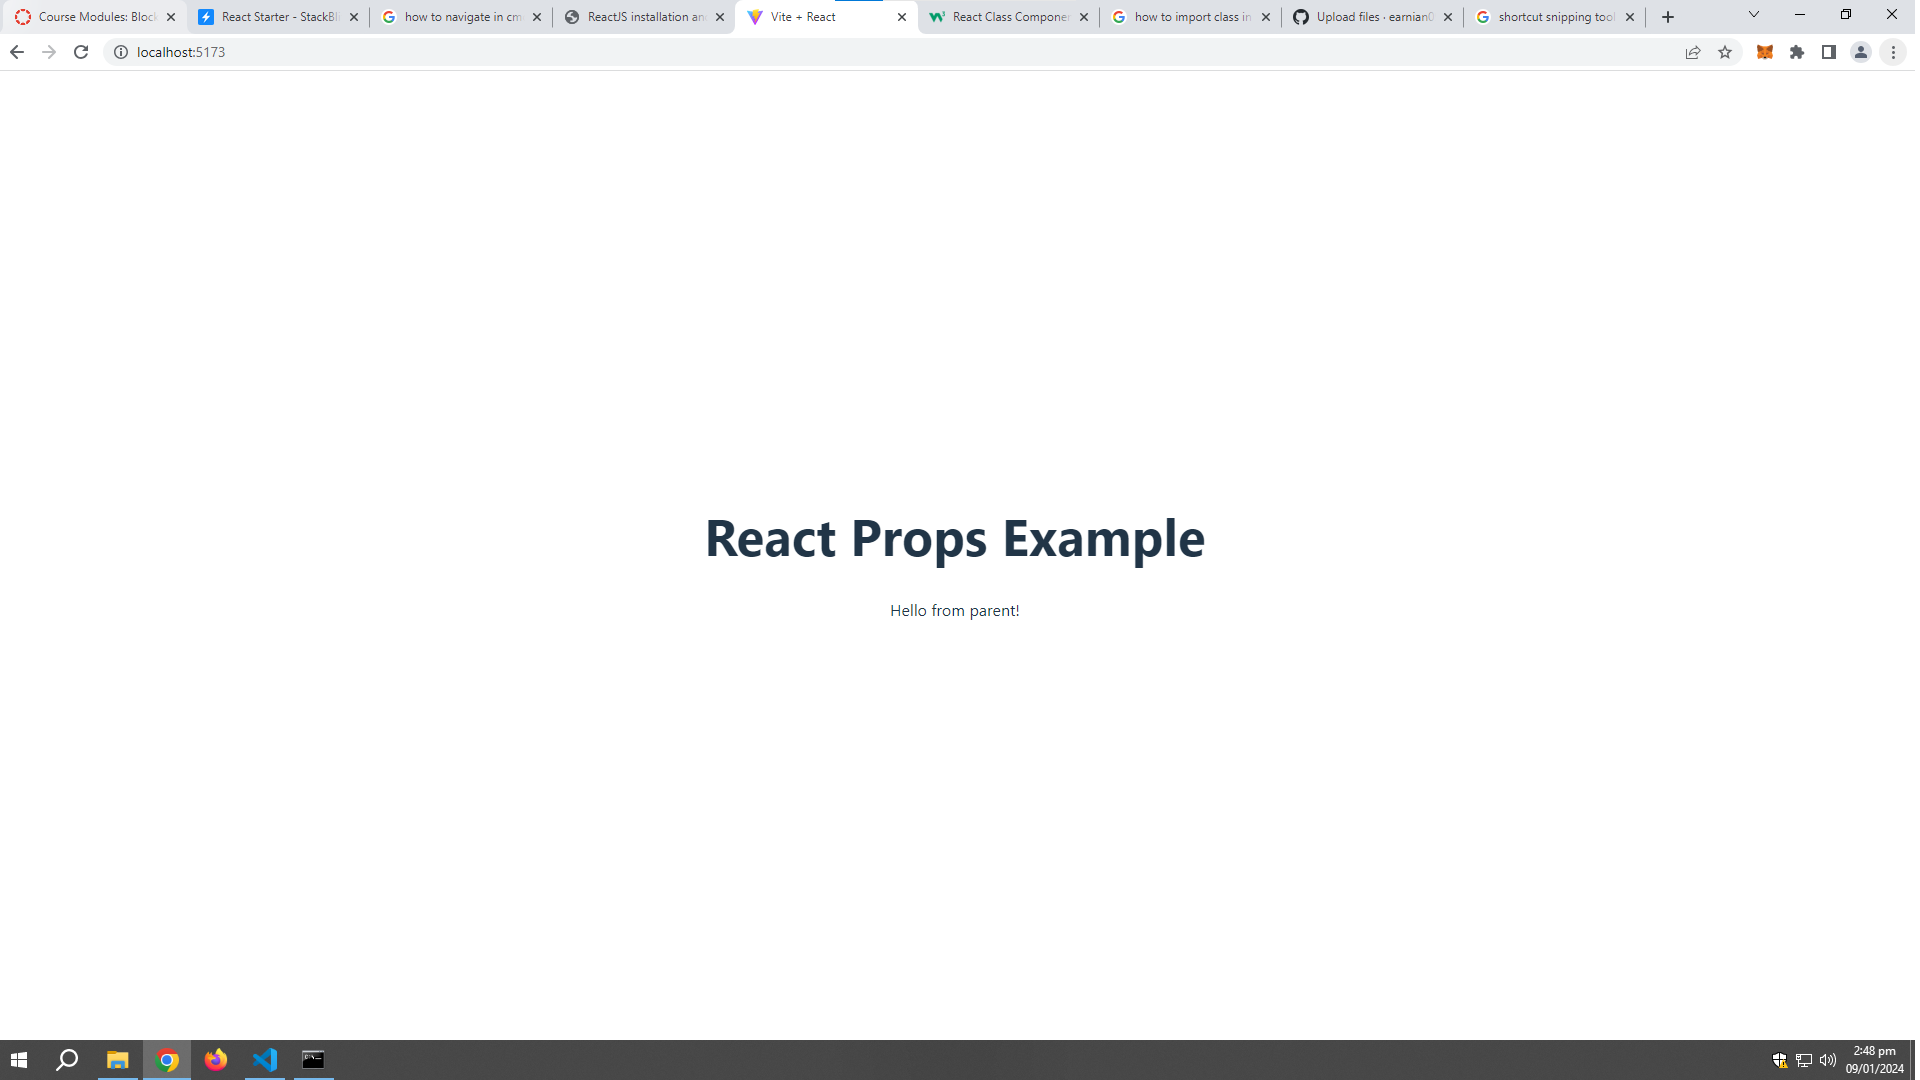 Course Modules: Block
React Starter - StackBli
how to navigate in cm
ReactJS installation an
Vite + React
React Class Componen
how to import class in
Upload files · earnian0
shortcut snipping tool
localhost:5173
React Props Example
Hello from parent!
2:48 pm
09/01/2024